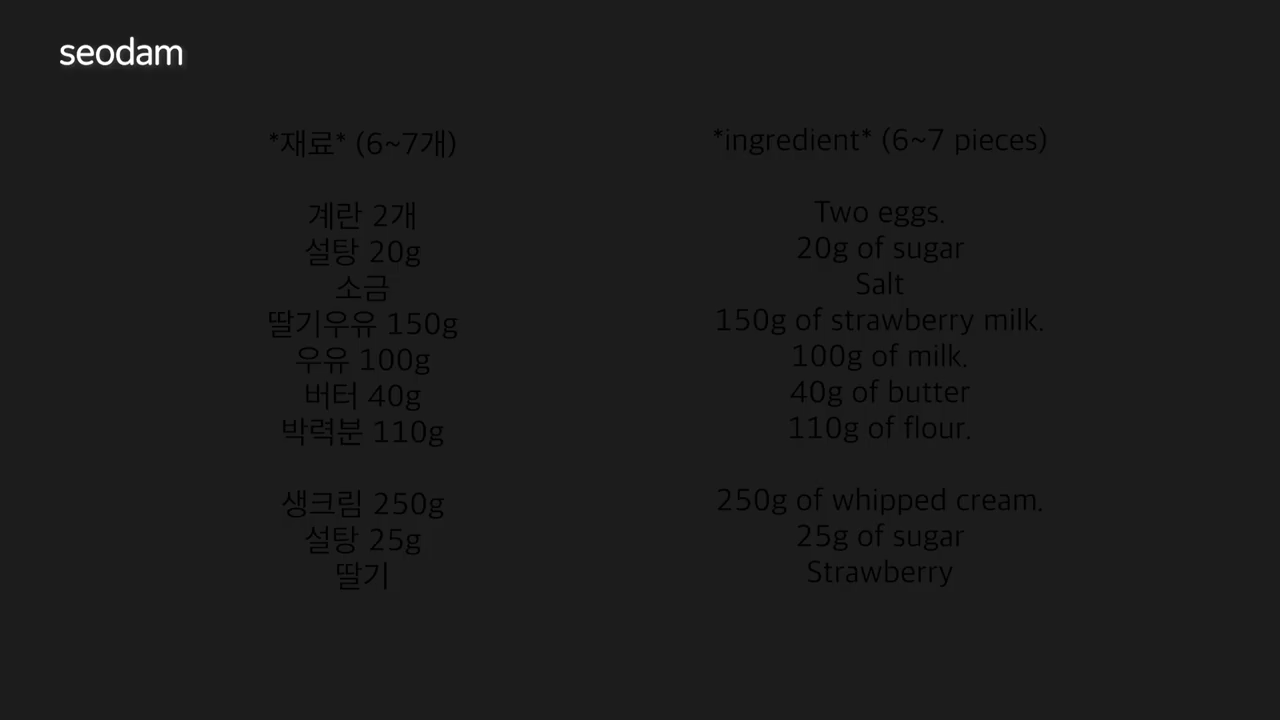 seodam
*재료* (6~7개)
계란 2개
설탕 20g
소금
딸기우유 150g
우유 100g
버터 40g
박력분 110g
생크림 250g
설탕 25g
딸기
*ingredient* (6~7 pieces)
Two eggs.
20g of sugar
Salt
150g of strawberry milk.
100g of milk.
40g of butter
110g of flour.
250g of whipped cream.
25g of sugar
Strawberry